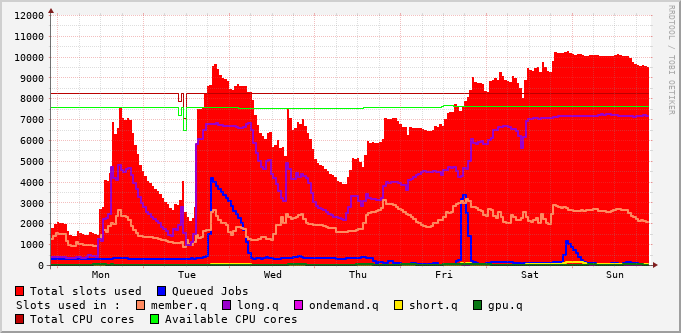 12000
11000
10000
9000
8000
7000
6000
5000
4000
3000
2000
1000
0
Mon Tue Wed Thu Fri Sat Sun
RRDTOOL / TOBI OETIKER
Total slots used Queued Jobs
Slots used in : member.q long.q ondemand.q short.q gpu.q
Total CPU cores Available CPU cores